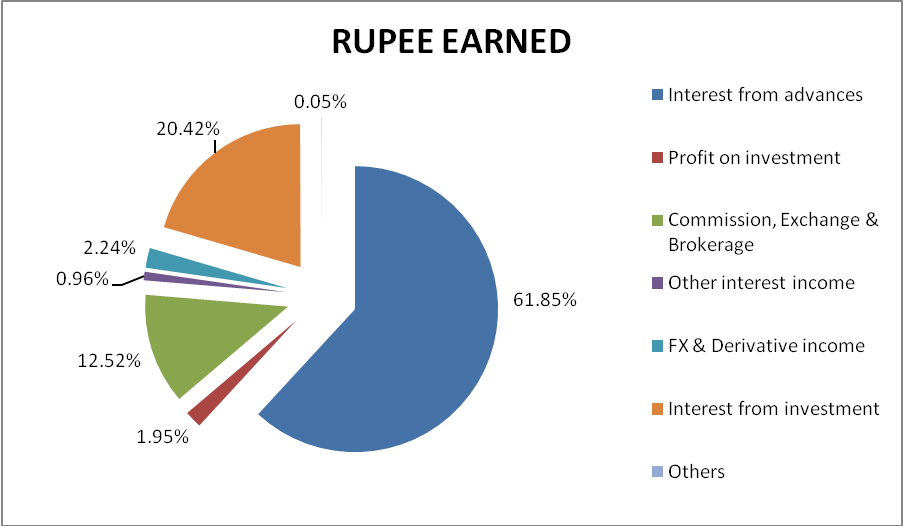 RUPEE EARNED
0.05%
20.42%
2.24%
0.96%
12.52%
1.95%
61.85%
Interest from advances
Profit on investment
Commission, Exchange &
Brokerage
Other interest income
FX & Derivative income
Interest from investment
Others